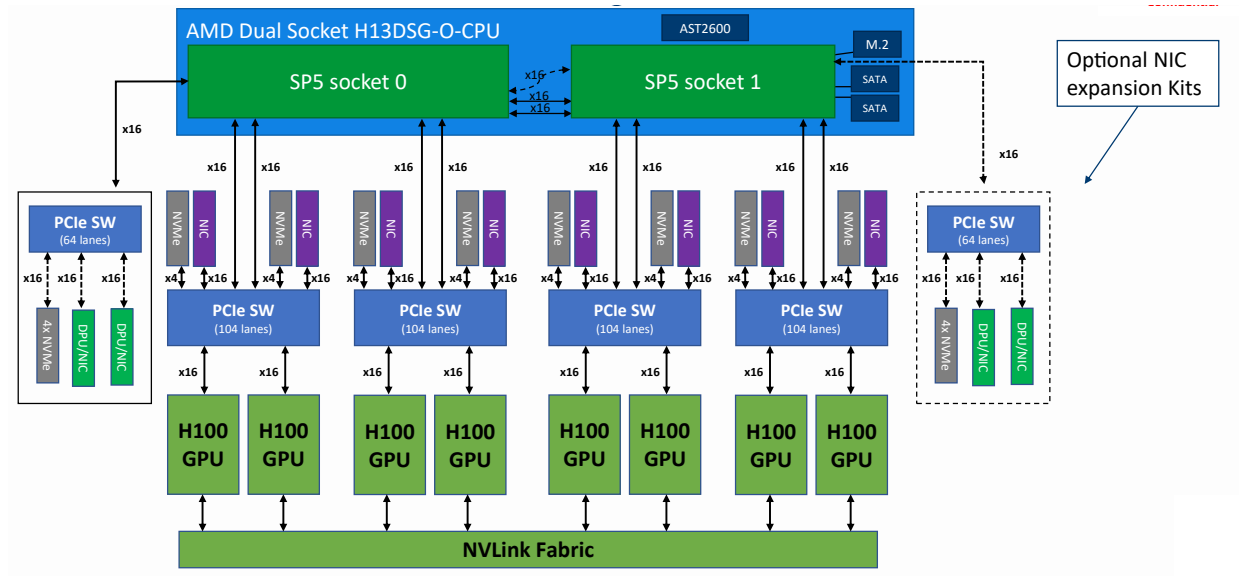 AMD Dual Socket H13DSG-O-CPU
AST2600
M.2
SATA
SATA
SP5 socket 0
SP5 socket 1
x16
x16
x16
Optional NIC
expansion Kits
x16
x16
x16 x16 x16 x16 x16 x16 x16 x16
NVMe NIC NVMe NIC NVMe NIC NVMe NIC NVMe NIC NVMe NIC NVMe NIC NVMe NIC
x4 x16 x4 x16 x4 x16 x4 x16 x4 x16 x4 x16 x4 x16 x4 x16
PCIe SW
(64 lanes)
x16 x16 x16
4x NVMe
DPU/NIC
DPU/NIC
PCIe SW
(104 lanes)
PCIe SW
(104 lanes)
PCIe SW
(104 lanes)
PCIe SW
(104 lanes)
PCIe SW
(64 lanes)
x16 x16 x16
4x NVMe
DPU/NIC
DPU/NIC
x16 x16 x16 x16 x16 x16 x16 x16
H100
GPU
H100
GPU
H100
GPU
H100
GPU
H100
GPU
H100
GPU
H100
GPU
H100
GPU
NVLink Fabric